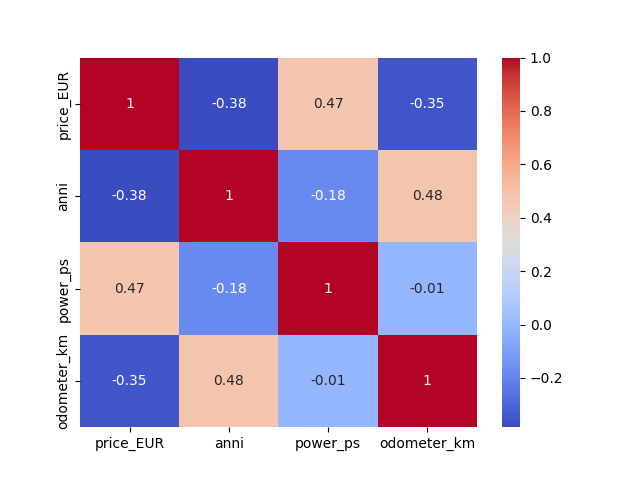 price_EUR 1 -0.38 0.47 -0.35
anni -0.38 1 -0.18 0.48
power_ps 0.47 -0.18 1 -0.01
odometer_km -0.35 0.48 -0.01 1
price_EUR anni power_ps odometer_km
1.0
0.8
0.6
0.4
0.2
0.0
−0.2